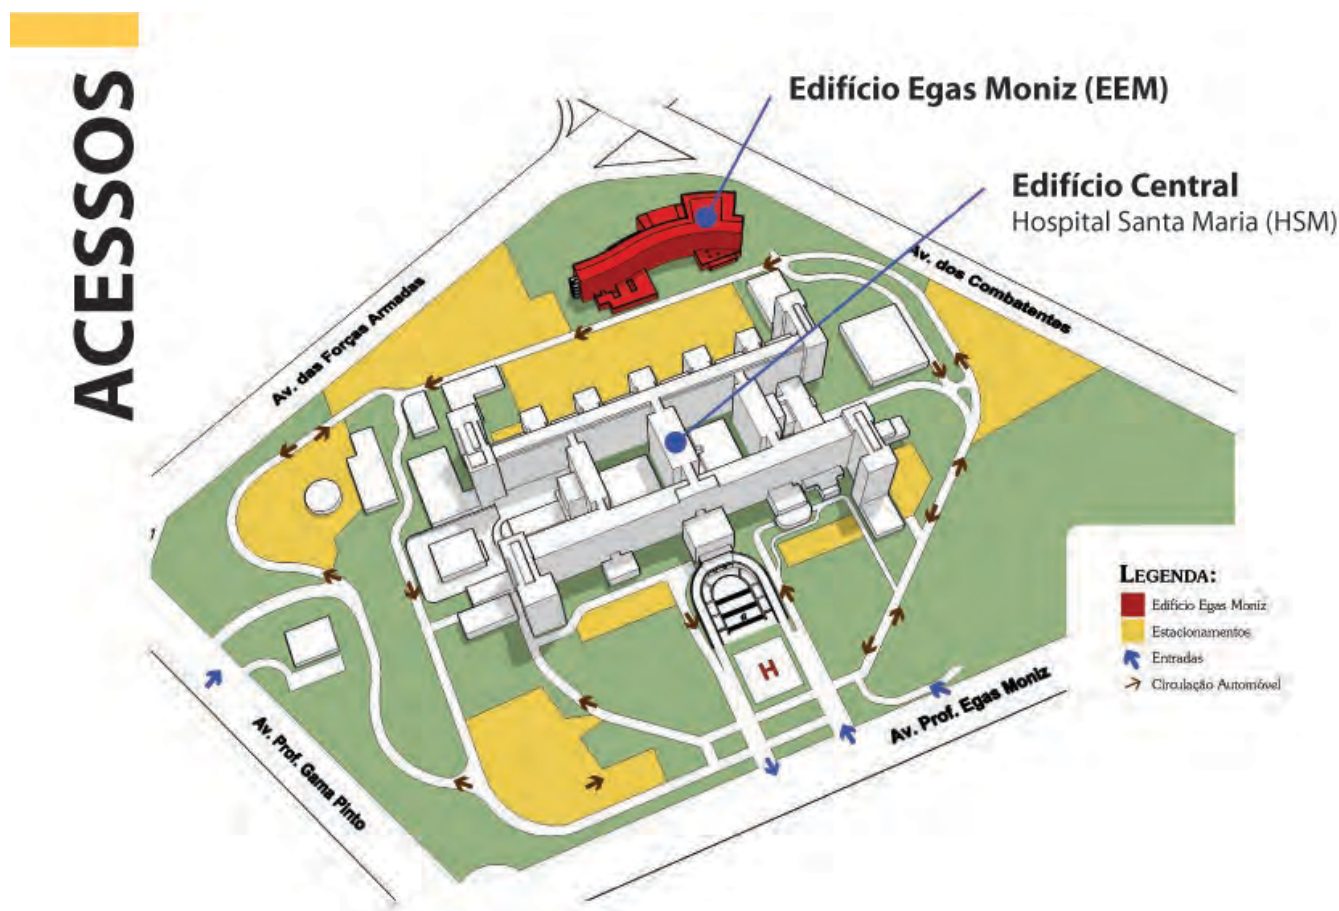 ACESSOS
Edifício Egas Moniz (EEM)
Edifício Central
Hospital Santa Maria (HSM)
Av. das Forças Armadas
Av. dos Combatentes
H
Av. Prof. Egas Moniz
Av. Prof. Gama Pinto
LEGENDA:
Edifício Egas Moniz
Estacionamentos
Entradas
Circulação Automóvel